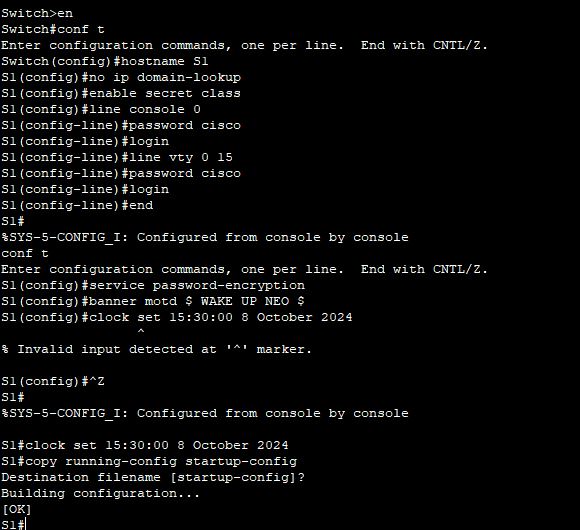 Switch>en
Switch#conf t
Enter configuration commands, one per line.  End with CNTL/Z.
Switch(config)#hostname S1
S1(config)#no ip domain-lookup
S1(config)#enable secret class
S1(config)#line console 0
S1(config-line)#password cisco
S1(config-line)#login
S1(config-line)#line vty 0 15
S1(config-line)#password cisco
S1(config-line)#login
S1(config-line)#end
S1#
%SYS-5-CONFIG_I: Configured from console by console
conf t
Enter configuration commands, one per line.  End with CNTL/Z.
S1(config)#service password-encryption
S1(config)#banner motd $ WAKE UP NEO $
S1(config)#clock set 15:30:00 8 October 2024
                 ^
% Invalid input detected at '^' marker.

S1(config)#^Z
S1#
%SYS-5-CONFIG_I: Configured from console by console

S1#clock set 15:30:00 8 October 2024
S1#copy running-config startup-config
Destination filename [startup-config]?
Building configuration...
[OK]
S1#